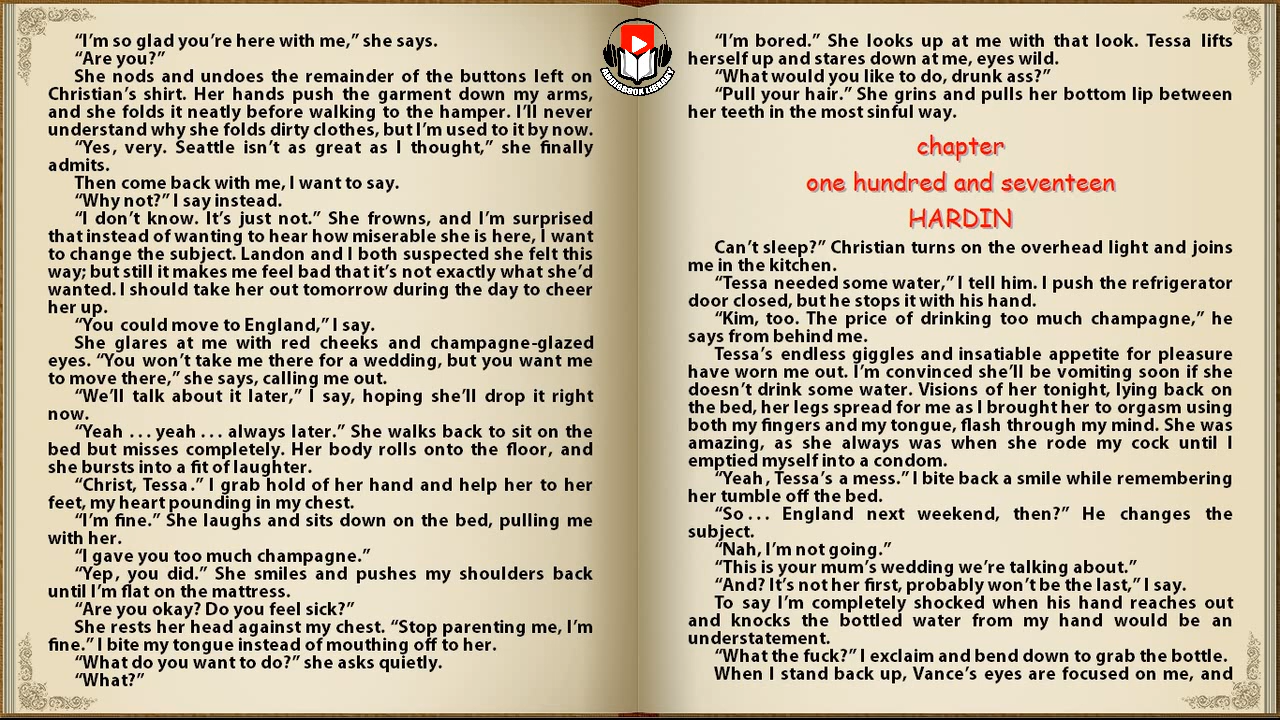 “I’m so glad you’re here with me,” she says.
“Are you?”
She nods and undoes the remainder of the buttons left on
Christian’s shirt. Her hands push the garment down my arms,
and she folds it neatly before walking to the hamper. I’ll never
understand why she folds dirty clothes, but I’m used to it by now.
“Yes, very. Seattle isn’t as great as I thought,” she finally
admits.
Then come back with me, I want to say.
“Why not?” I say instead.
“I don’t know. It’s just not.” She frowns, and I’m surprised
that instead of wanting to hear how miserable she is here, I want
to change the subject. Landon and I both suspected she felt this
way; but still it makes me feel bad that it’s not exactly what she’d
wanted. I should take her out tomorrow during the day to cheer
her up.
“You could move to England,” I say.
She glares at me with red cheeks and champagne-glazed
eyes. “You won’t take me there for a wedding, but you want me
to move there,” she says, calling me out.
“We’ll talk about it later,” I say, hoping she’ll drop it right
now.
“Yeah . . . yeah . . . always later.” She walks back to sit on the
bed but misses completely. Her body rolls onto the floor, and
she bursts into a fit of laughter.
“Christ, Tessa.” I grab hold of her hand and help her to her
feet, my heart pounding in my chest.
“I’m fine.” She laughs and sits down on the bed, pulling me
with her.
“I gave you too much champagne.”
“Yep, you did.” She smiles and pushes my shoulders back
until I’m flat on the mattress.
“Are you okay? Do you feel sick?”
She rests her head against my chest. “Stop parenting me, I’m
fine.” I bite my tongue instead of mouthing off to her.
“What do you want to do?” she asks quietly.
“What?”
AUDIOBOOK LIBRARY
“I’m bored.” She looks up at me with that look. Tessa lifts
herself up and stares down at me, eyes wild.
“What would you like to do, drunk ass?”
“Pull your hair.” She grins and pulls her bottom lip between
her teeth in the most sinful way.
chapter
one hundred and seventeen
HARDIN
Can’t sleep?” Christian turns on the overhead light and joins
me in the kitchen.
“Tessa needed some water,” I tell him. I push the refrigerator
door closed, but he stops it with his hand.
“Kim, too. The price of drinking too much champagne,” he
says from behind me.
Tessa’s endless giggles and insatiable appetite for pleasure
have worn me out. I’m convinced she’ll be vomiting soon if she
doesn’t drink some water. Visions of her tonight, lying back on
the bed, her legs spread for me as I brought her to orgasm using
both my fingers and my tongue, flash through my mind. She was
amazing, as she always was when she rode my cock until I
emptied myself into a condom.
“Yeah, Tessa’s a mess.” I bite back a smile while remembering
her tumble off the bed.
“So . . . England next weekend, then?” He changes the
subject.
“Nah, I’m not going.”
“This is your mum’s wedding we’re talking about.”
“And? It’s not her first, probably won’t be the last,” I say.
To say I’m completely shocked when his hand reaches out
and knocks the bottled water from my hand would be an
understatement.
“What the fuck?” I exclaim and bend down to grab the bottle.
When I stand back up, Vance’s eyes are focused on me, and